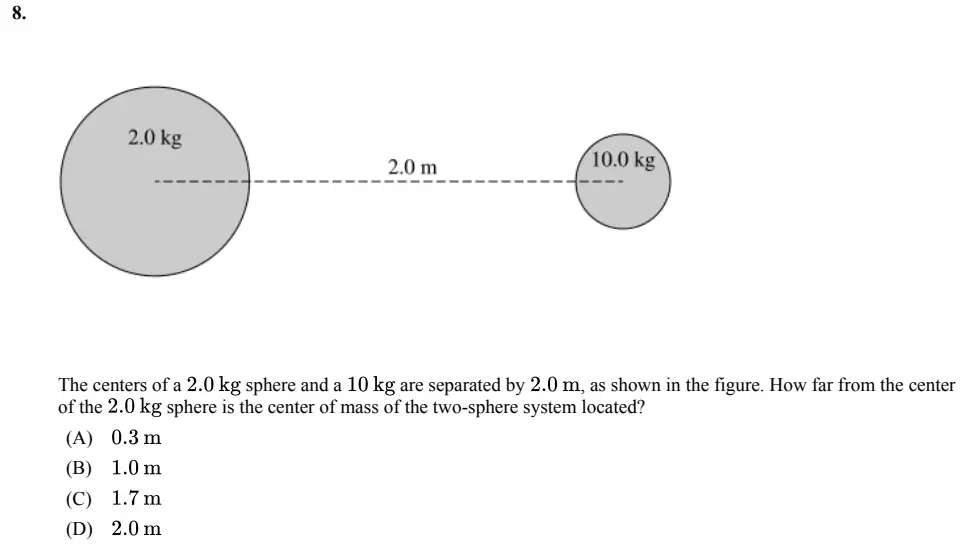 8.
2.0 kg
10.0 kg
2.0 m
The centers of a 2.0 kg sphere and a 10 kg are separated by 2.0 m, as shown in the figure. How far from the center
of the 2.0 kg sphere is the center of mass of the two-sphere system located?
(A) 0.3 m
(B) 1.0 m
(C) 1.7 m
(D) 2.0 m